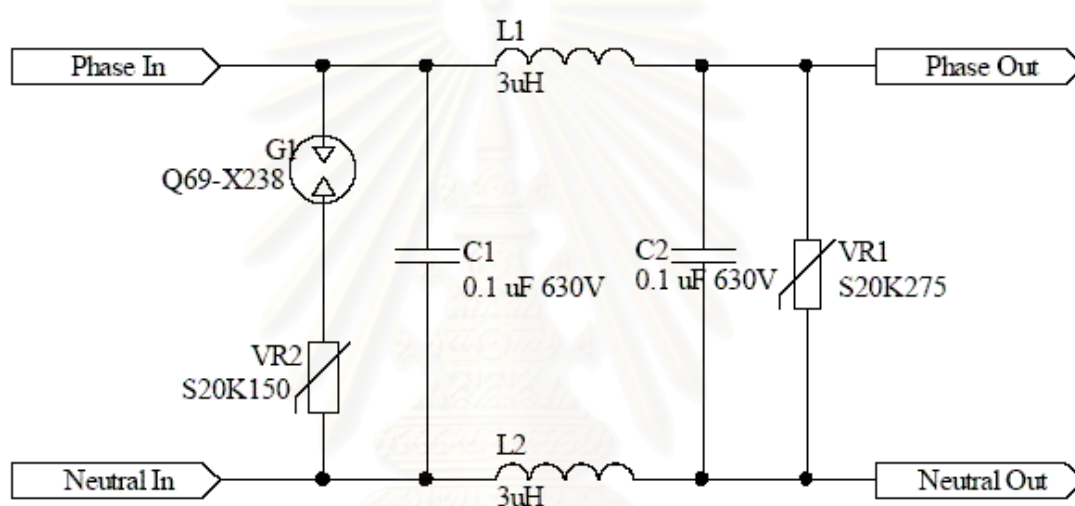 L1
Phase In
3uH
Phase Out
G1
Q69-X238
C1
0.1 uF 630V
C2
0.1 uF 630V
VR1
S20K275
VR2
S20K150
L2
Neutral In
3uH
Neutral Out